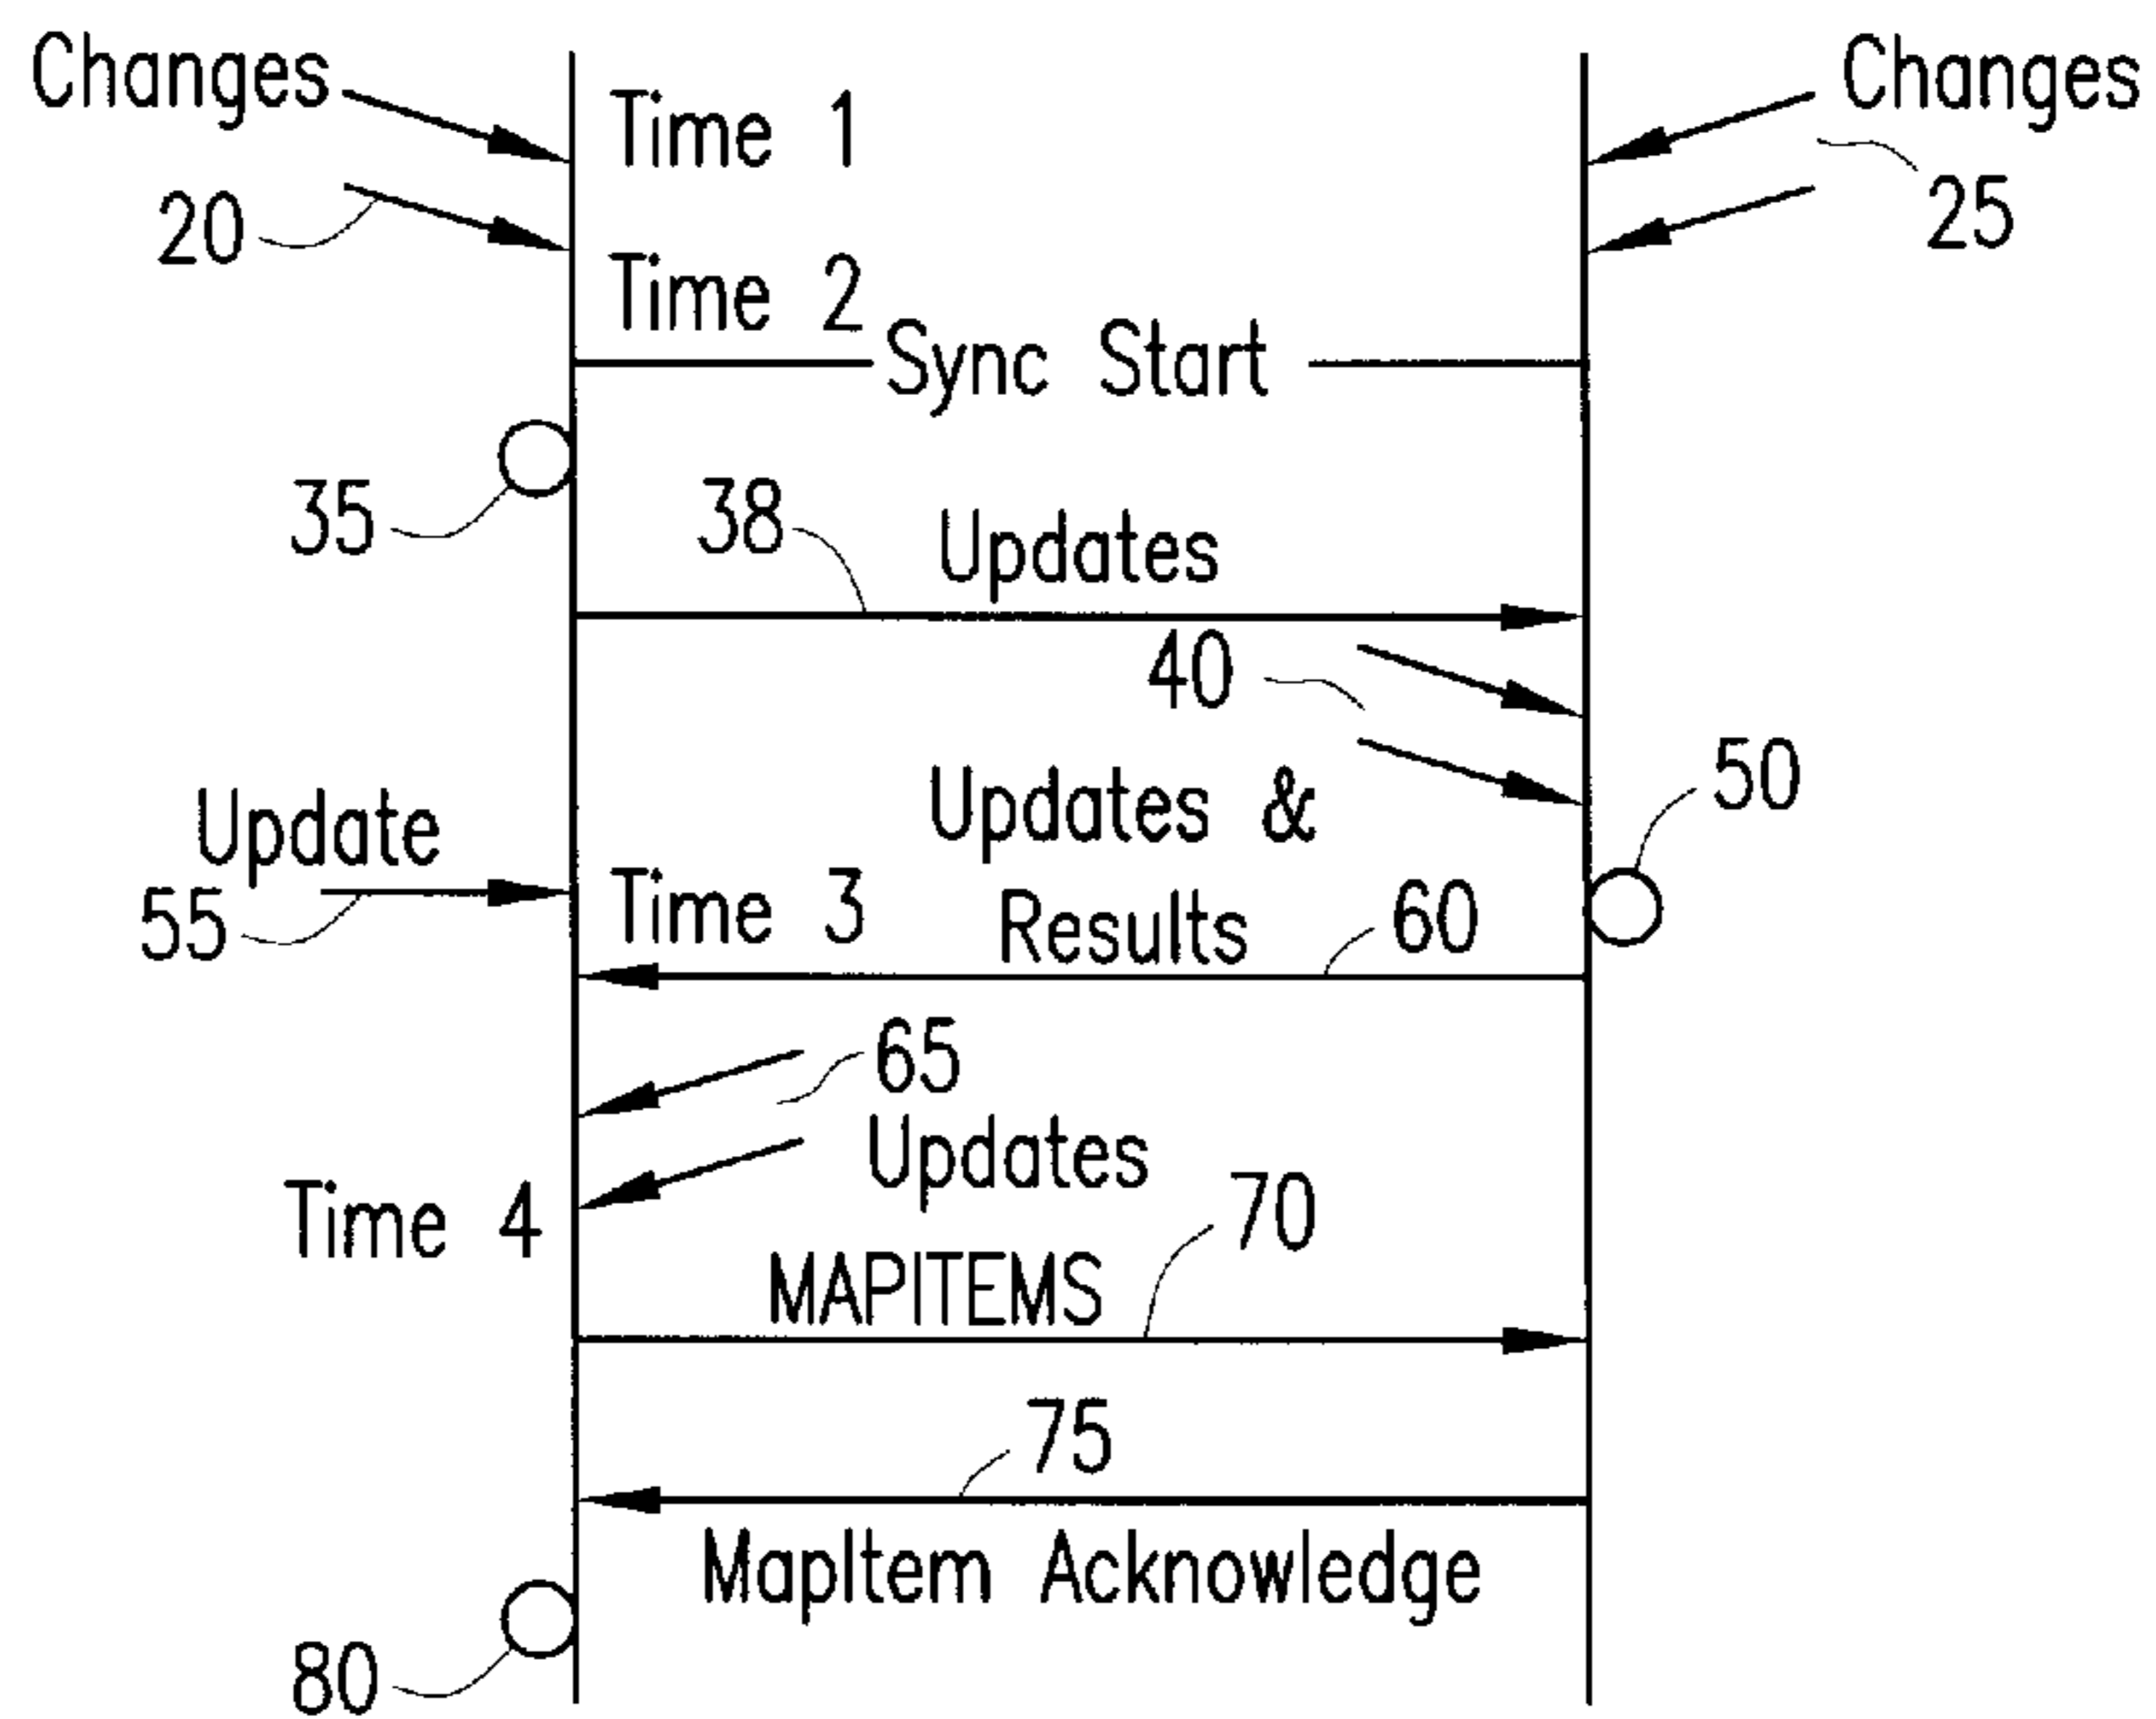 Changes
Changes
Time 1
20
25
Time 2
Sync Start
35
38
Updates
40
Updates &
50
Update
55
Time 3
Results
60
65
Updates
Time 4
70
MAPITEMS
75
MapItem Acknowledge
80